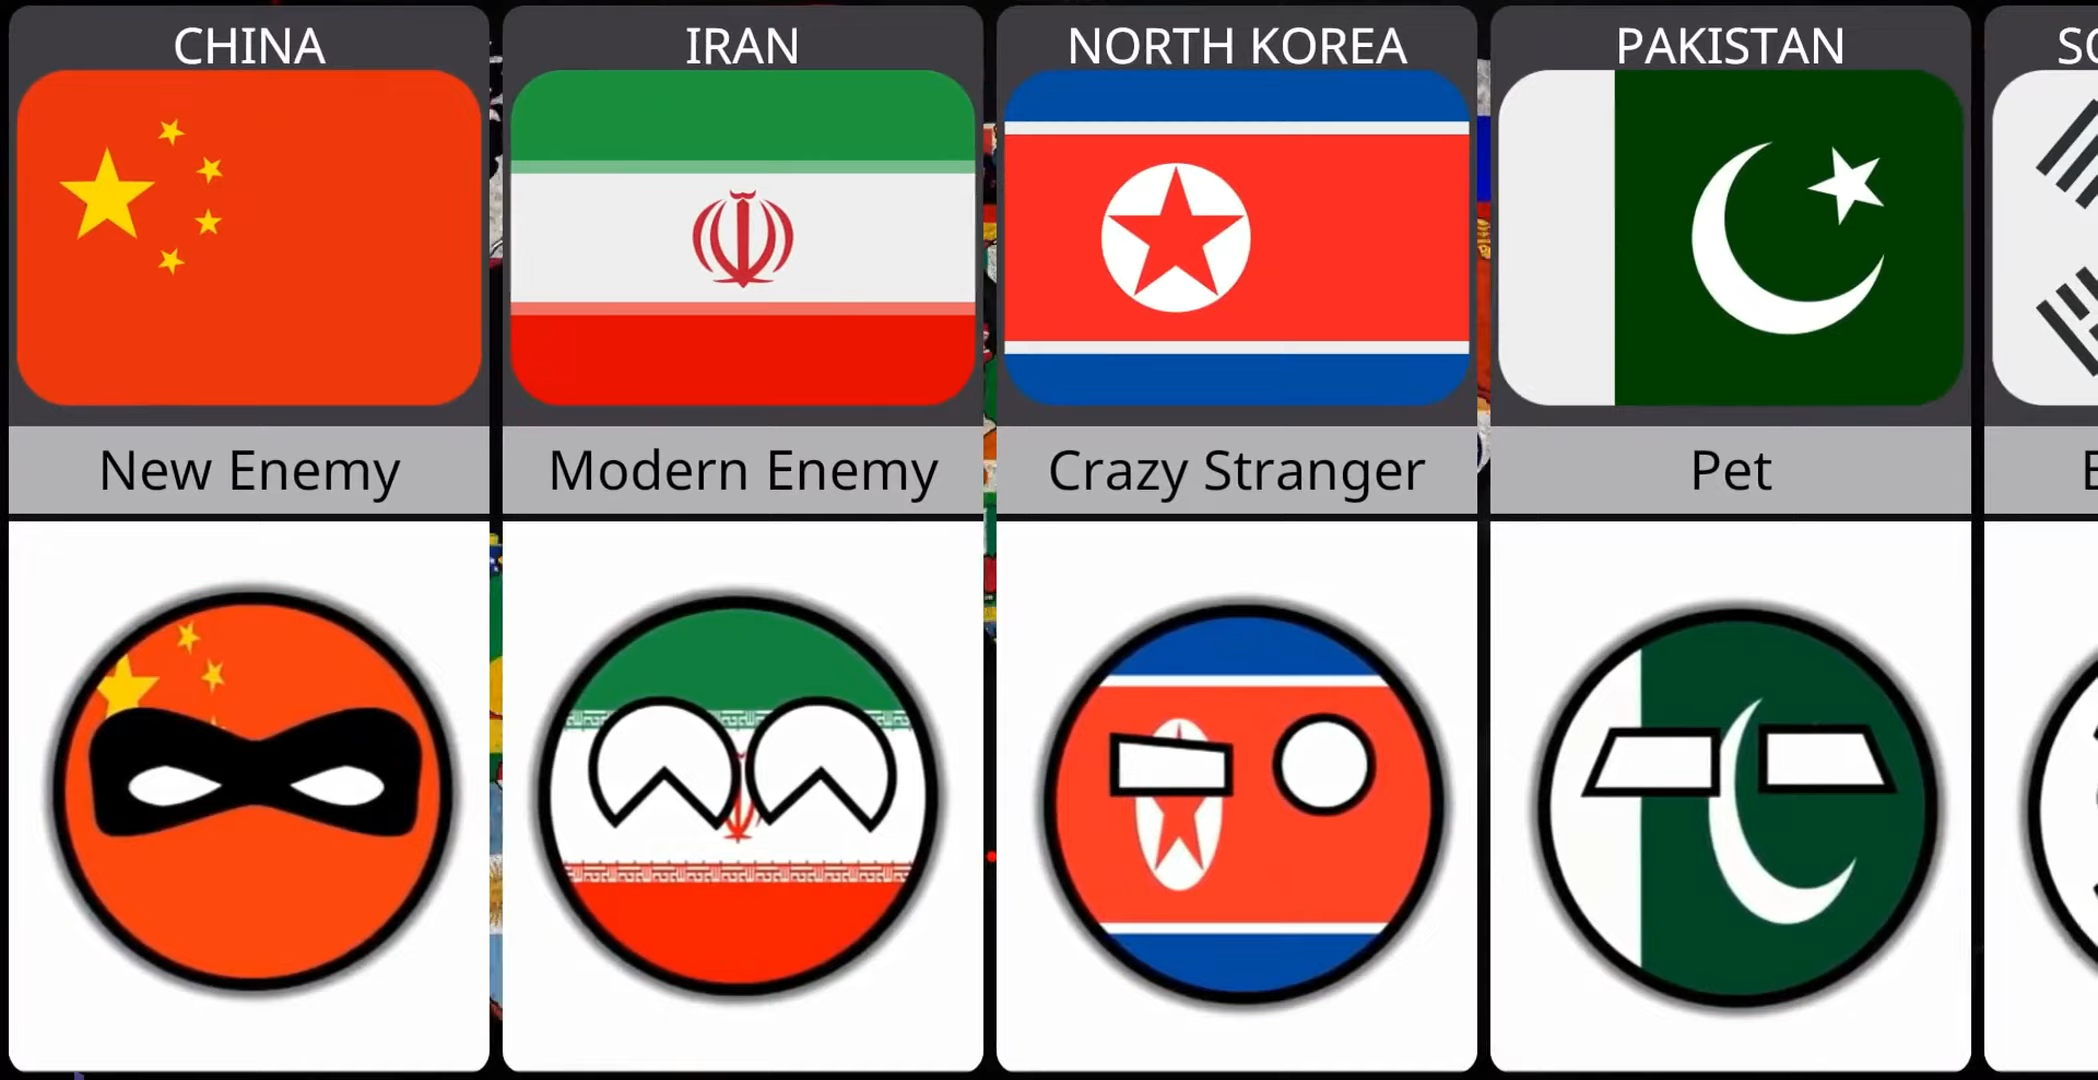 CHINA
New Enemy
IRAN
Modern Enemy
NORTH KOREA
Crazy Stranger
PAKISTAN
Pet